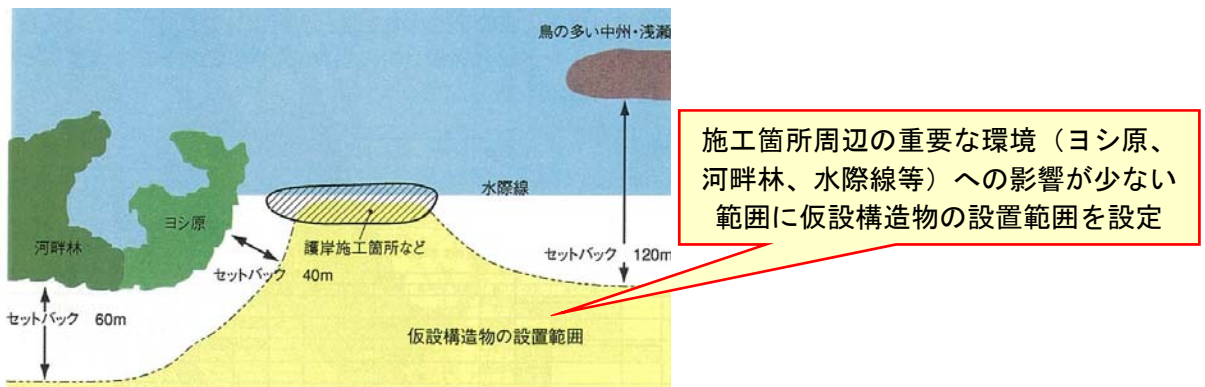 鳥の多い中州・浅瀬
施工箇所周辺の重要な環境（ヨシ原、
河畔林、水際線等）への影響が少ない
範囲に仮設構造物の設置範囲を設定
水際線
ヨシ原
河畔林
護岸施工箇所など
セットバック 120m
セットバック 40m
セットバック 60m
仮設構造物の設置範囲